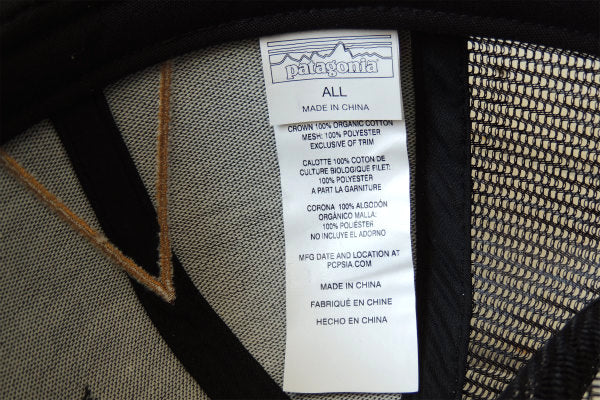 patagonia
ALL
MADE IN CHINA
CROWN 100% ORGANIC COTTON
MESH: 100% POLYESTER
EXCLUSIVE OF TRIM
CALOTTE 100% COTON DE
CULTURE BIOLOGIQUE FILET:
100% POLYESTER
A PART LA GARNITURE
CORONA 100% ALGODÓN
ORGÁNICO MALLA:
100% POLIÉSTER
NO INCLUYE EL ADORNO
MFG DATE AND LOCATION AT
PCPSIA.COM
MADE IN CHINA
FABRIQUÉ EN CHINE
HECHO EN CHINA